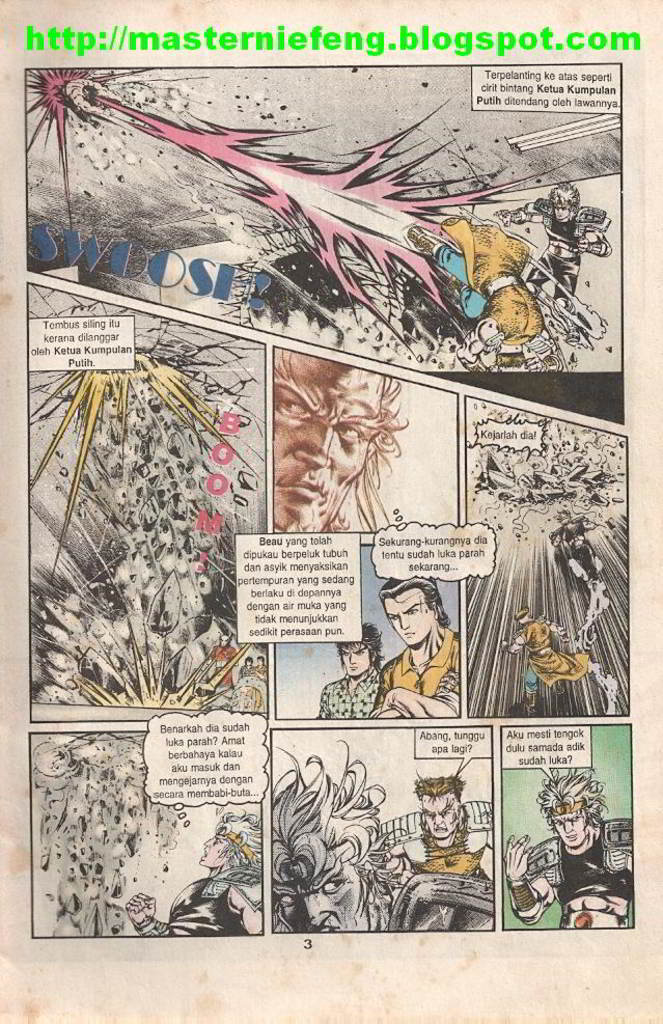 http://masterniefeng.blogspot.com
Terpelanting ke atas seperti
cirit bintang Ketua Kumpulan
Putih ditendang oleh lawannya.
SWOOSH!
Tembus siling itu
kerana dilanggar
oleh Ketua Kumpulan
Putih.
BOOM!
Beau yang telah
dipukau berpeluk tubuh
dan asyik menyaksikan
pertempuran yang sedang
berlaku di depannya
dengan air muka yang
tidak menunjukkan
sedikit perasaan pun.
Sekurang-kurangnya dia
tentu sudah luka parah
sekarang...
Kejarlah dia!
Benarkah dia sudah
luka parah? Amat
berbahaya kalau
aku masuk dan
mengejarnya dengan
secara membabi-buta...
Abang, tunggu
apa lagi?
Aku mesti tengok
dulu samada adik
sudah luka?
3